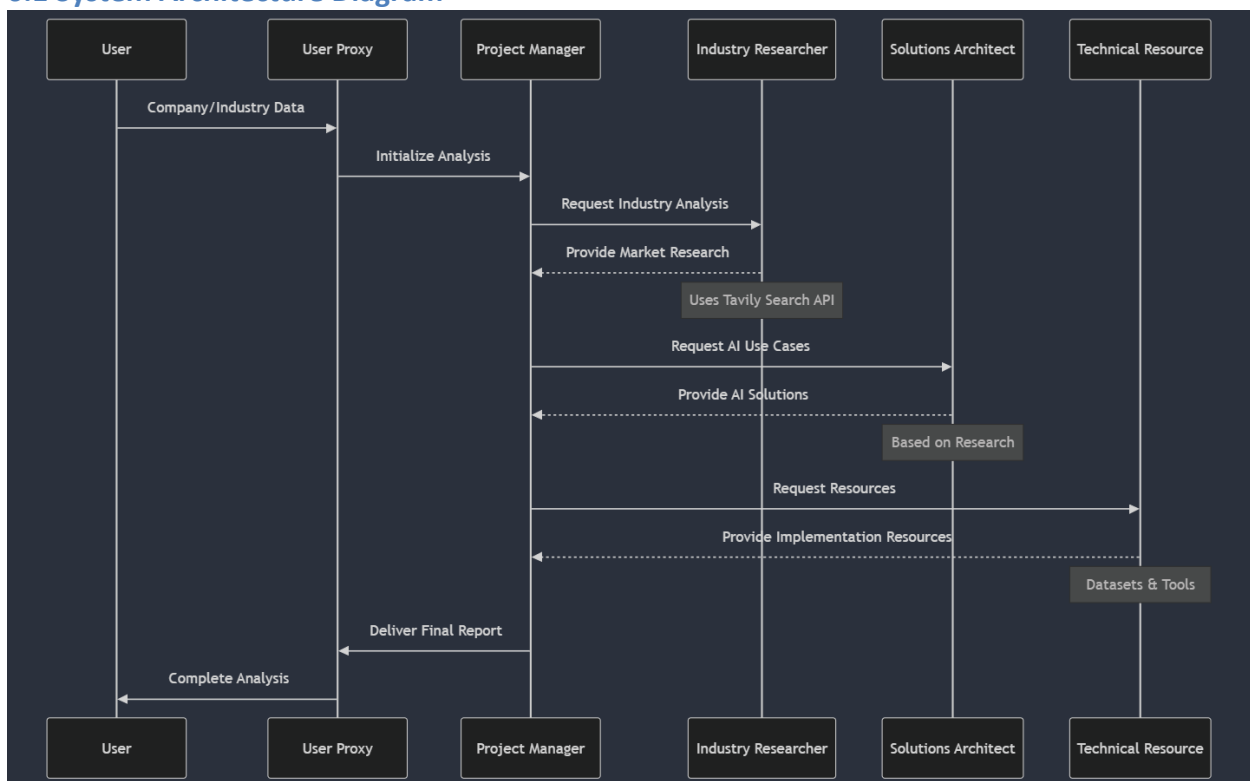 System Architecture Diagram
User
User Proxy
Project Manager
Industry Researcher
Solutions Architect
Technical Resource
Company/Industry Data
Initialize Analysis
Request Industry Analysis
Provide Market Research
Uses Tavily Search API
Request AI Use Cases
Provide AI Solutions
Based on Research
Request Resources
Provide Implementation Resources
Datasets & Tools
Deliver Final Report
Complete Analysis
User
User Proxy
Project Manager
Industry Researcher
Solutions Architect
Technical Resource